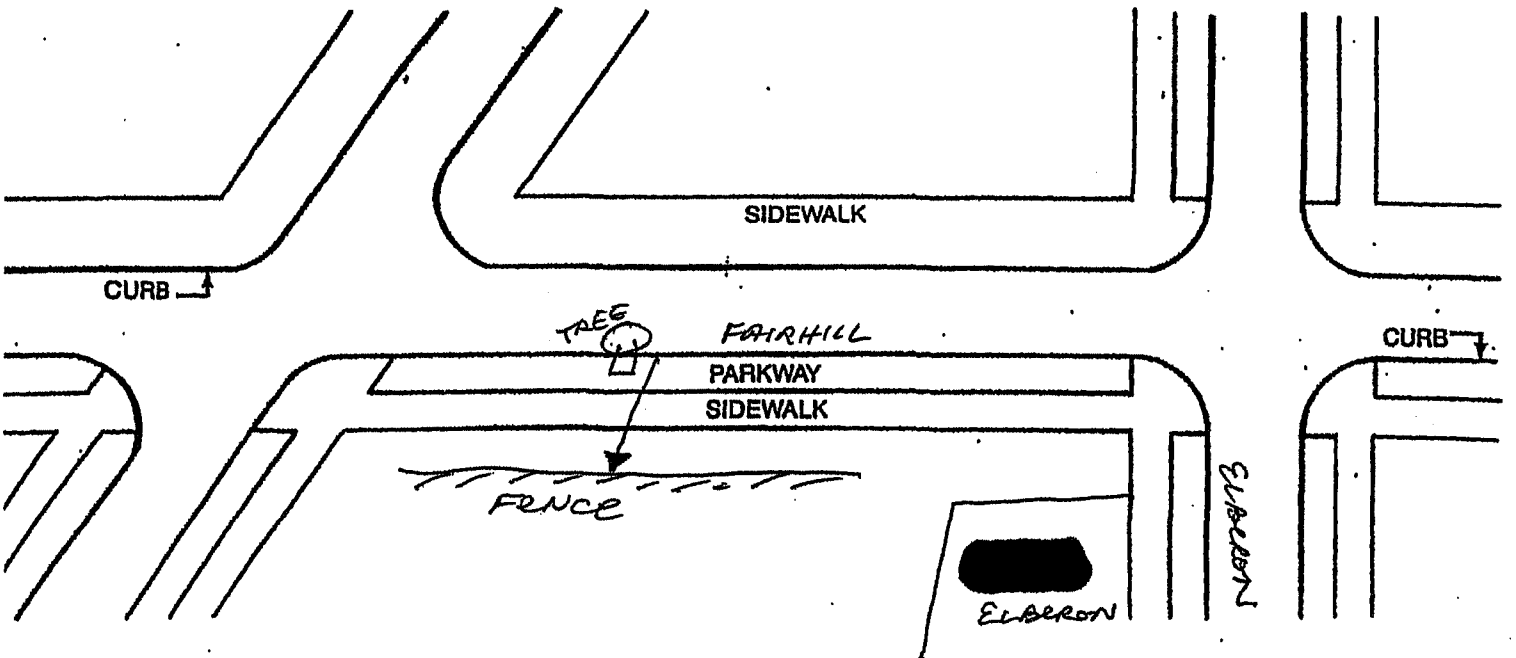 SIDEWALK
CURB
TREE
FAIRHILL
CURB
PARKWAY
SIDEWALK
FENCE
ELBERON
ELBERON